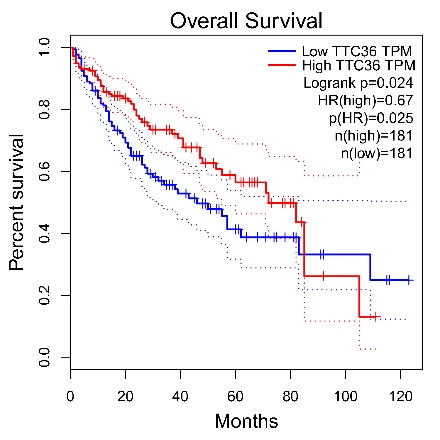 Overall Survival
Low TTC36 TPM
High TTC36 TPM
Logrank p=0.024
HR(high)=0.67
p(HR)=0.025
n(high)=181
n(low)=181
Percent survival
1.0
0.8
0.6
0.4
0.2
0.0
0 20 40 60 80 100 120
Months